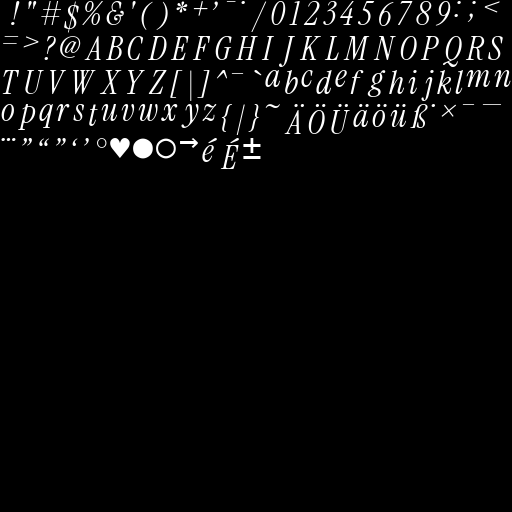 !"#$%&'()*+,-./0123456789:;<
=>?@ABCDEFGHIJKLMNOPQRS
TUVWXYZ[\]^_`abcdefghijklmn
opqrstuvwxyz{|}~ÄÖÜäöüß·×–—
…”“”‘’°♥●○→éÉ±